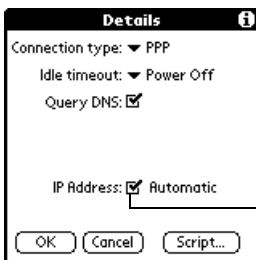 Details
Connection type: PPP
Idle timeout: Power Off
Query DNS:
IP Address: Automatic
OK Cancel Script...